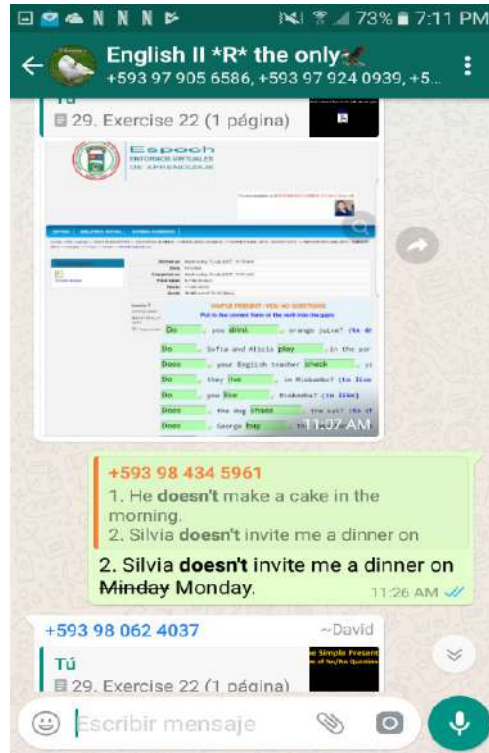 N N N 73% 7:11 PM
English II *R* the only
+593 97 905 6586, +593 97 924 0939, +5...
Tú
29. Exercise 22 (1 página)
Espoch
ENTORNOS VIRTUALES
DE APRENDIZAJE
SIMPLE PRESENT: YES/NO QUESTIONS
Put in the correct form of the verb into the gaps.
Do , you drink , orange juice?
Do , Sofia and Alicia play , in the
Does , your English teacher check
Do , they live , in Riobamba?
Do you live , Riobamba?
Does , the dog chase , the cat?
Does , George buy
11:07 AM
+593 98 434 5961
1. He doesn't make a cake in the
morning.
2. Silvia doesn't invite me a dinner on
2. Silvia doesn't invite me a dinner on
Minday Monday.
11:26 AM
+593 98 062 4037 ~David
Tú
29. Exercise 22 (1 página)
Escribir mensaje